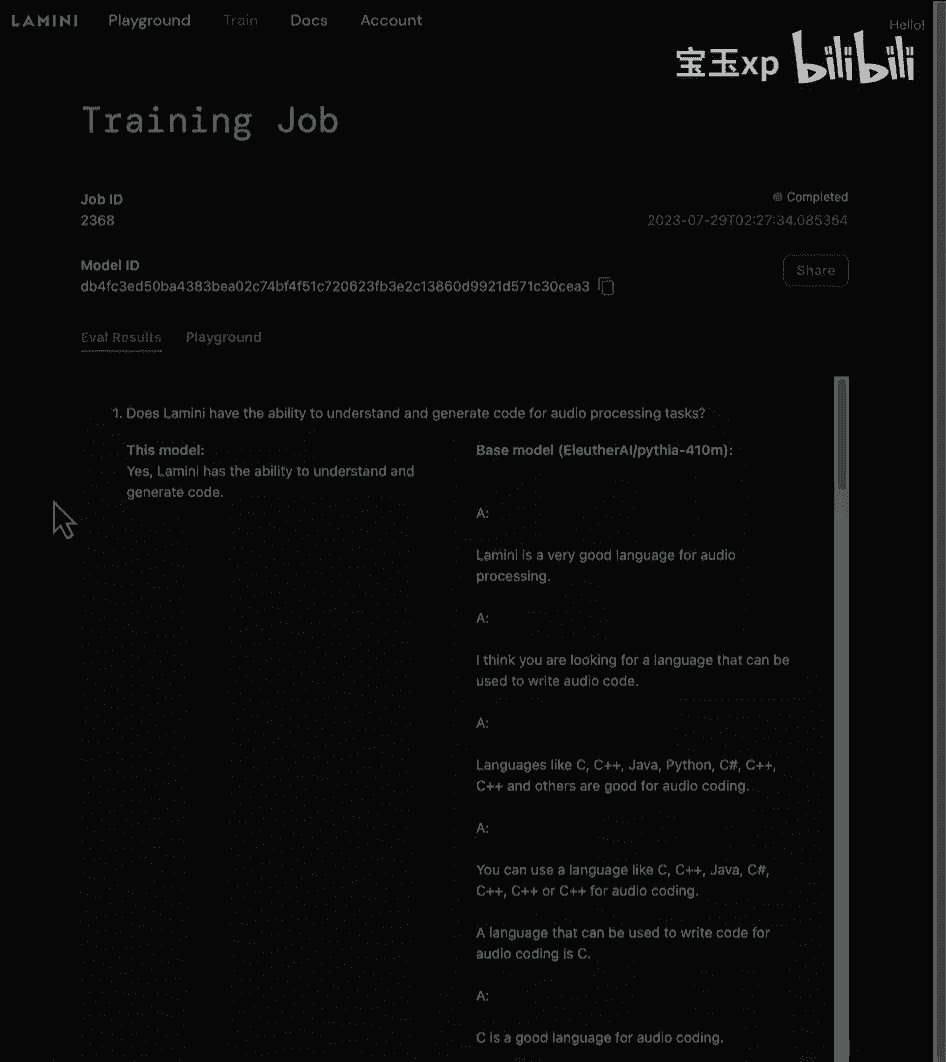 LAMINI Playground Train Docs Account Hello!
宝玉xp bilibili
Training Job
Job ID
2368
Completed
2023-07-29T02:27:34.085364
Model ID
db4fc3ed50ba4383bea02c74bf4f51c720623fb3e2c13860d9921d571c30cea3
Share
Eval Results Playground
1. Does Lamini have the ability to understand and generate code for audio processing tasks?
This model:
Yes, Lamini has the ability to understand and
generate code.
Base model (EleutherAI/pythia-410m):
A:
Lamini is a very good language for audio
processing.
A:
I think you are looking for a language that can be
used to write audio code.
A:
Languages like C, C++, Java, Python, C#, C++,
C++ and others are good for audio coding.
A:
You can use a language like C, C++, Java, C#,
C++, C++ or C++ for audio coding.
A language that can be used to write code for
audio coding is C.
A:
C is a good language for audio coding.